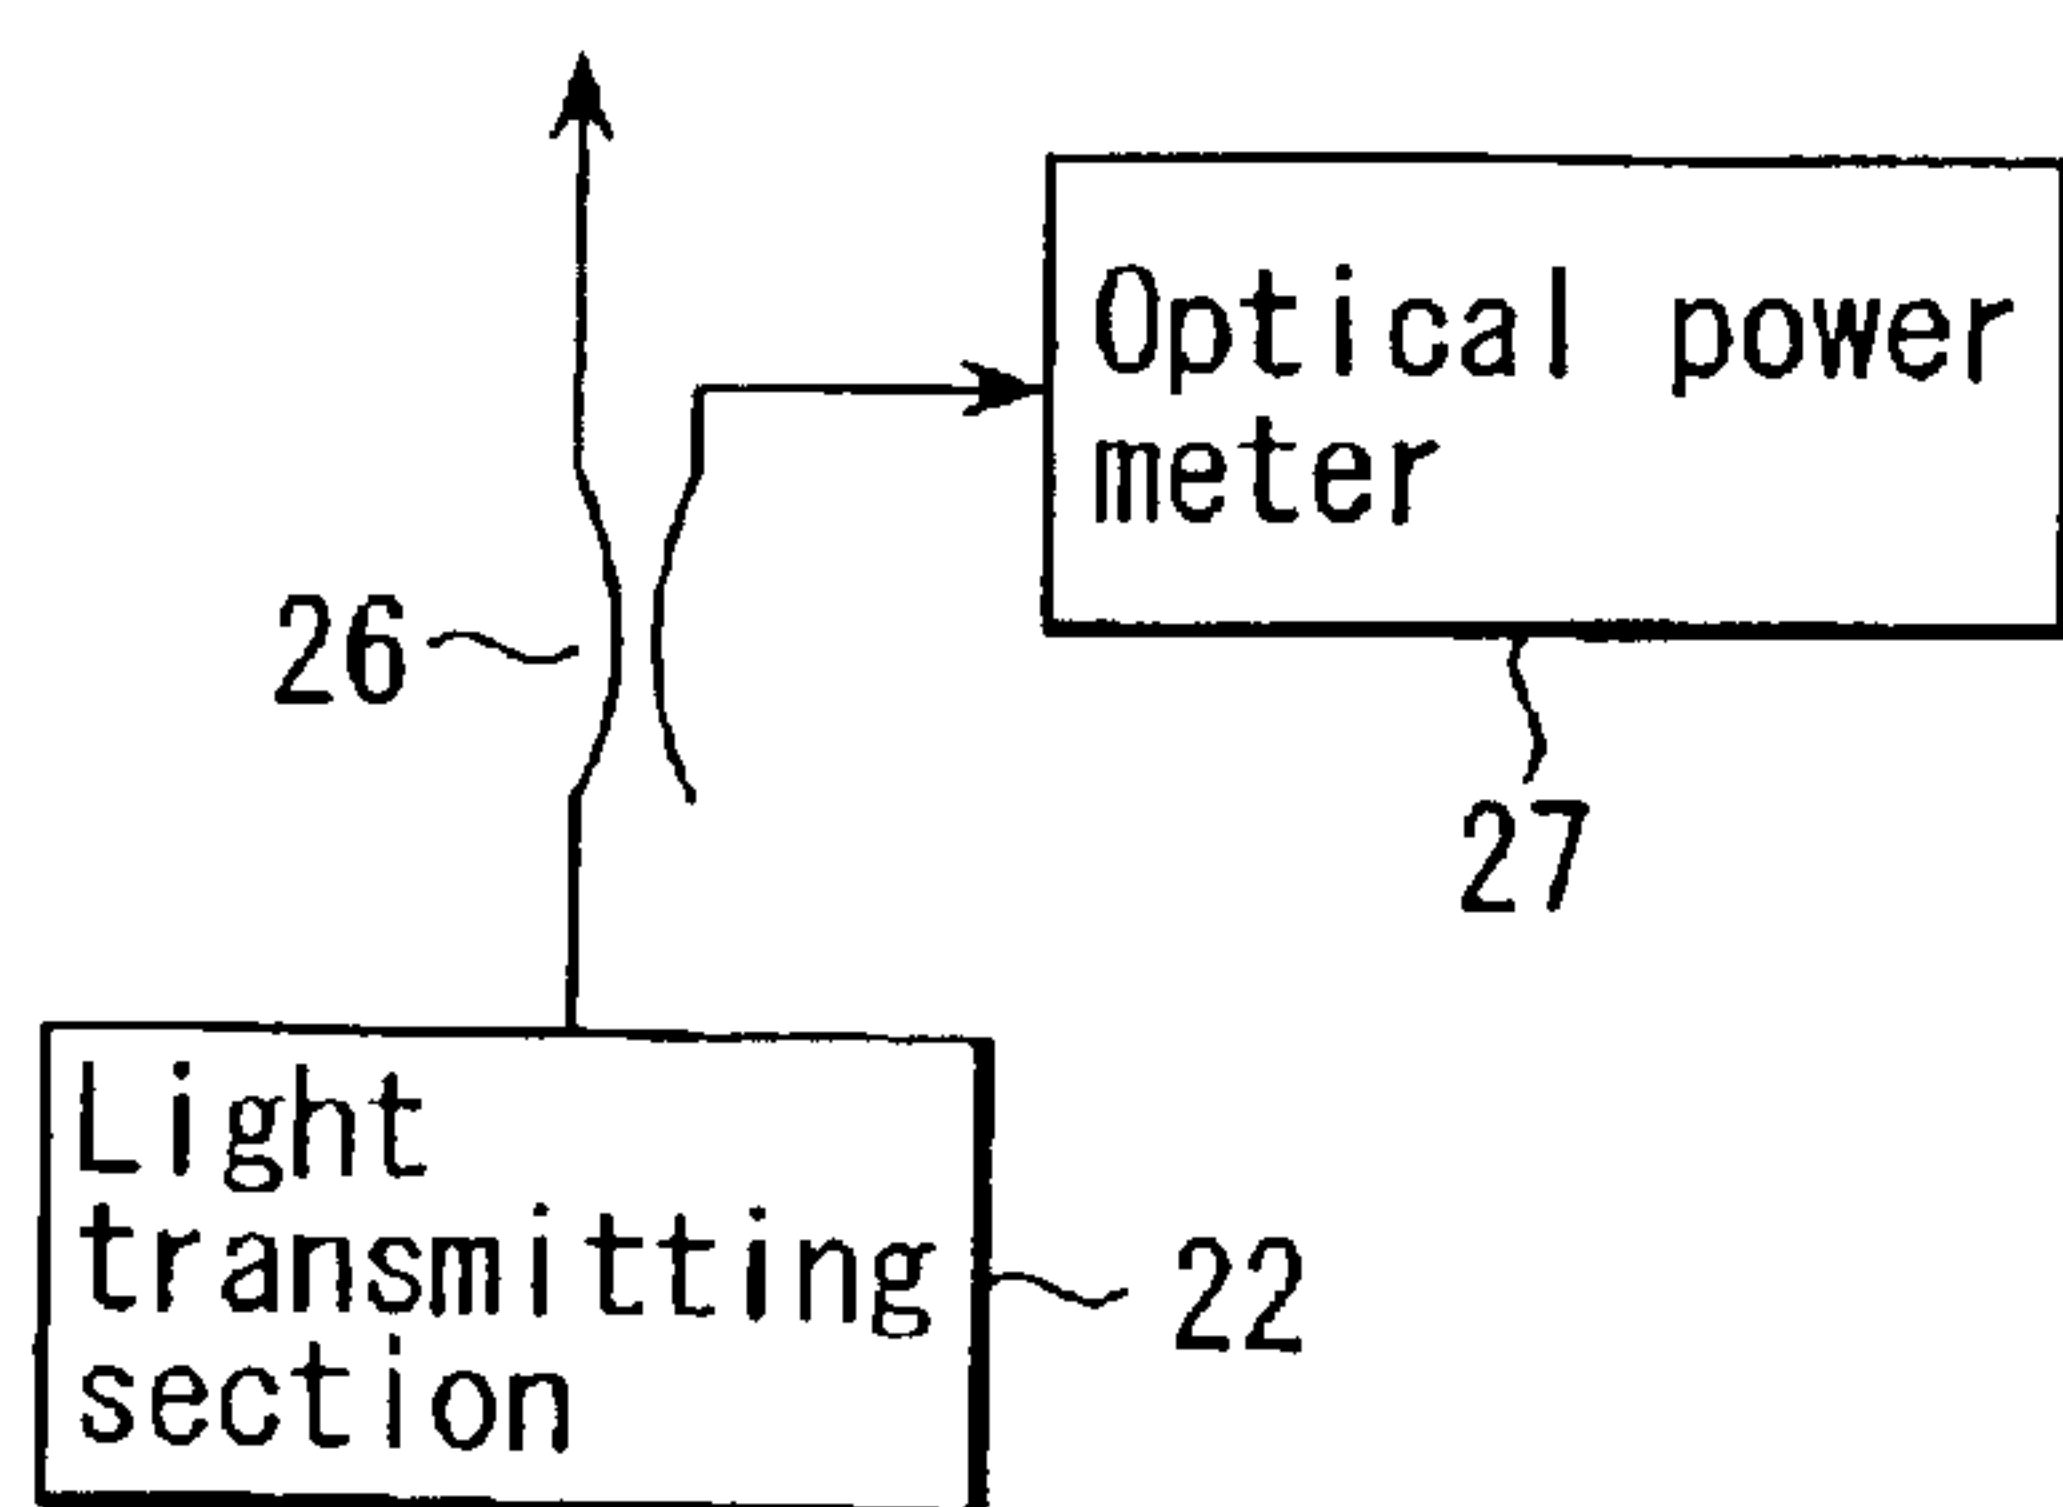 Optical power
meter
26
27
Light
transmitting
section
22